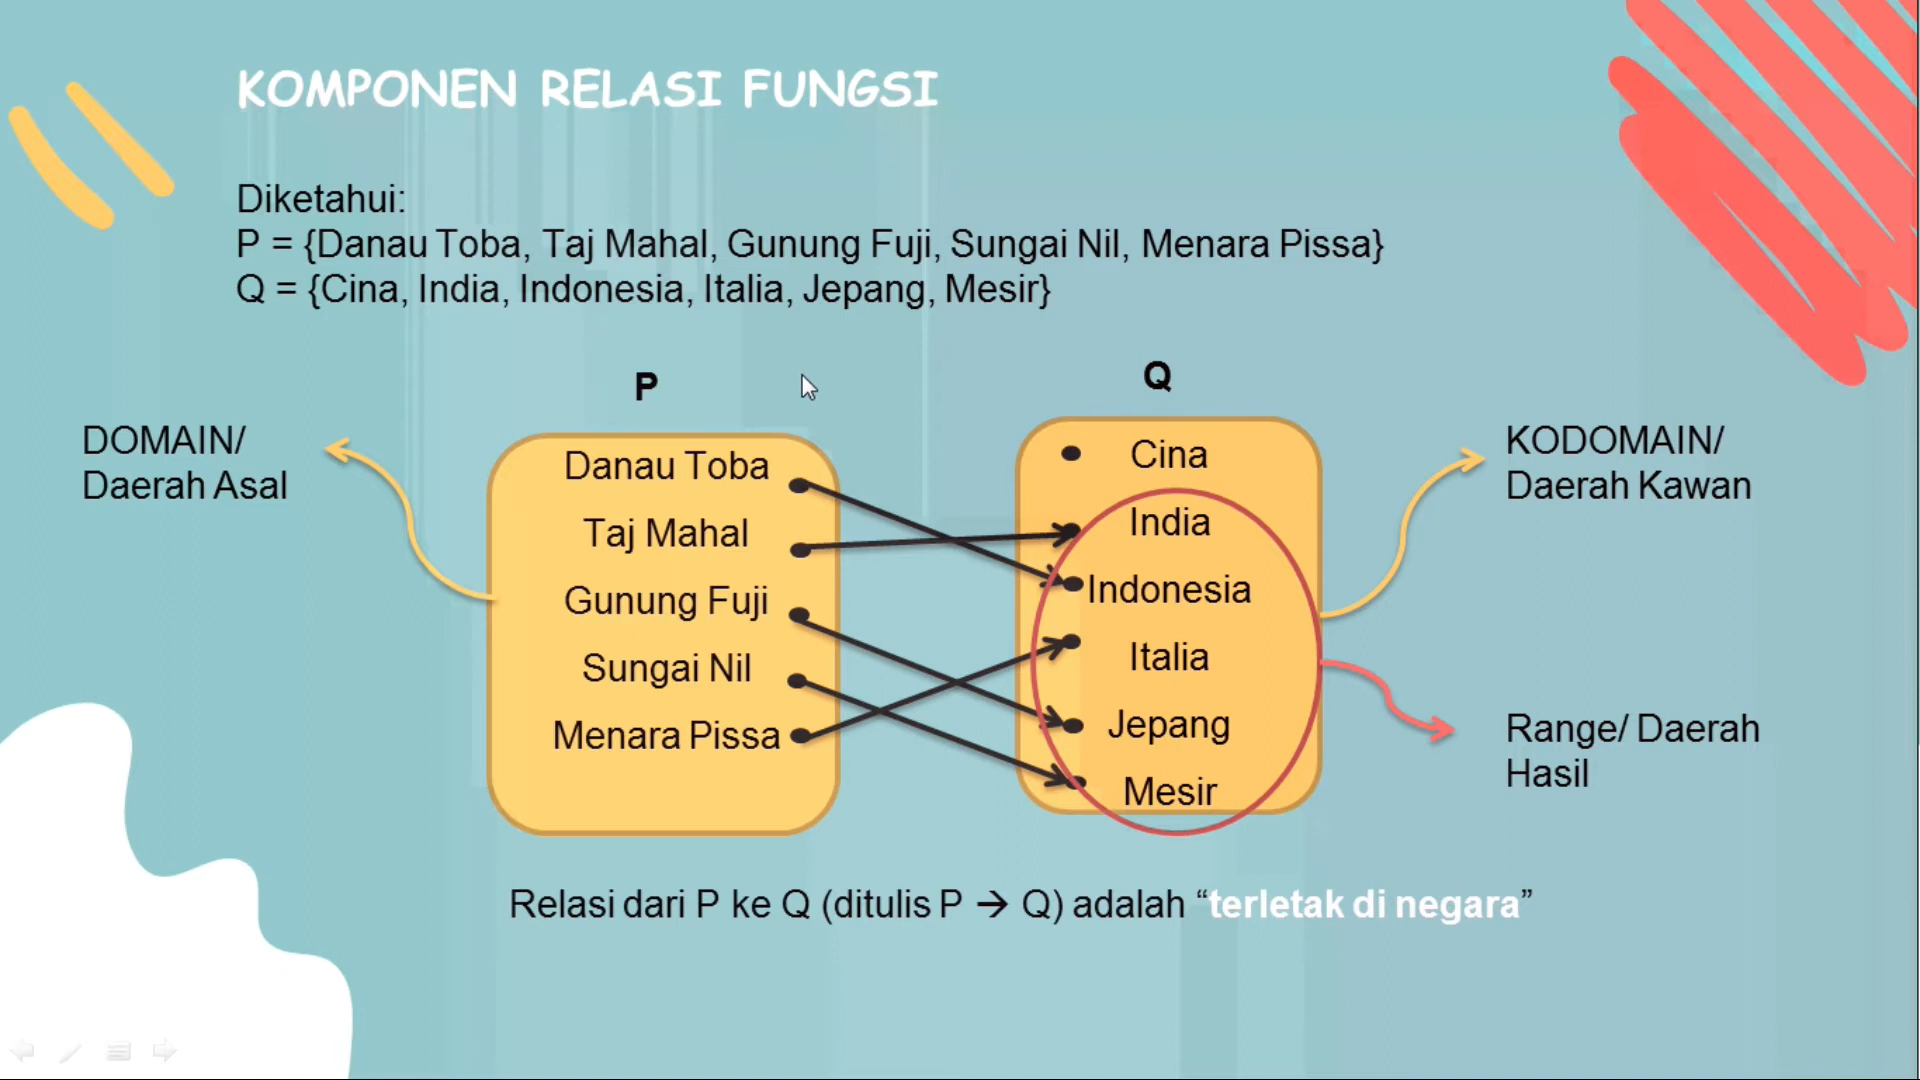 KOMPONEN RELASI FUNGSI
Diketahui:
P = {Danau Toba, Taj Mahal, Gunung Fuji, Sungai Nil, Menara Pissa}
Q = {Cina, India, Indonesia, Italia, Jepang, Mesir}
P
Q
DOMAIN/
Daerah Asal
Danau Toba
Taj Mahal
Gunung Fuji
Sungai Nil
Menara Pissa
Cina
India
Indonesia
Italia
Jepang
Mesir
KODOMAIN/
Daerah Kawan
Range/ Daerah
Hasil
Relasi dari P ke Q (ditulis P → Q) adalah “terletak di negara”